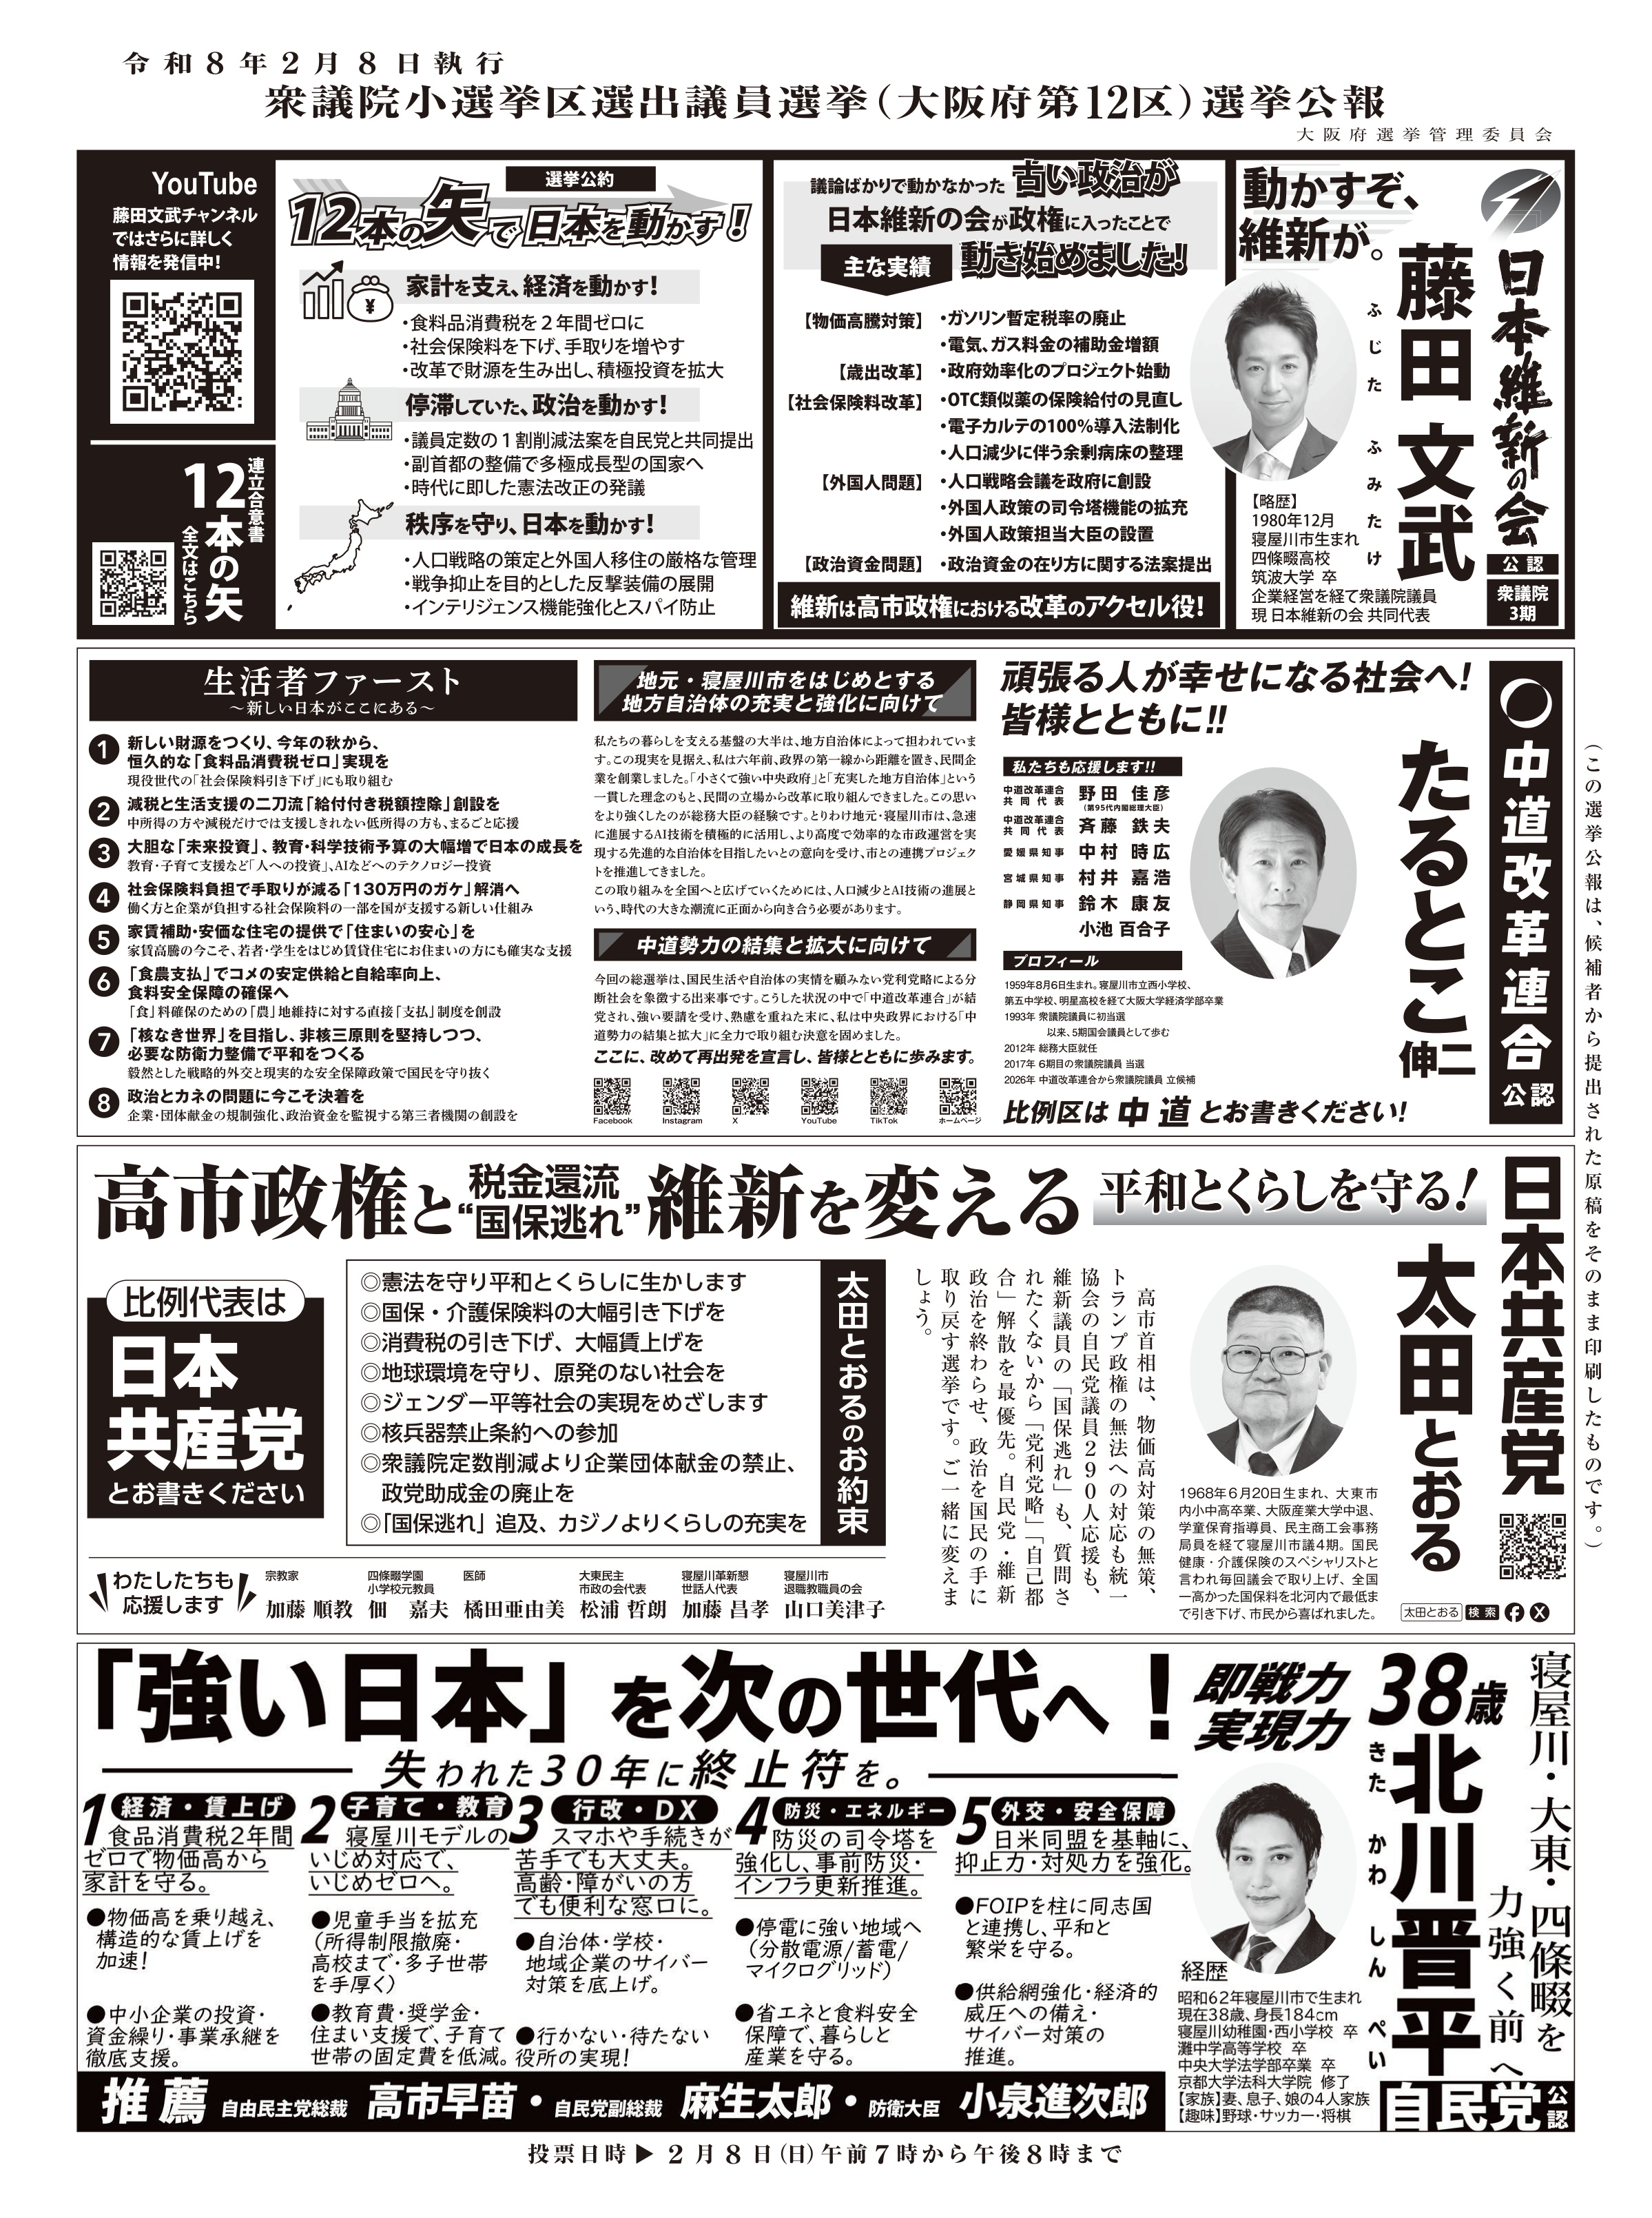 令和8年2月8日執行
衆議院小選挙区選出議員選挙(大阪府第12区)選挙公報
大阪府選挙管理委員会
日本維新の会
公認
衆議院
3期
動かすぞ、
維新が。
藤田 文武
ふじた ふみたけ
【略歴】
1980年12月
寝屋川市生まれ
四條畷高校
筑波大学 卒
企業経営を経て衆議院議員
現 日本維新の会 共同代表
議論ばかりで動かなかった 古い政治が
日本維新の会が政権に入ったことで
主な実績 動き始めました!
【物価高騰対策】 ・ガソリン暫定税率の廃止
・電気、ガス料金の補助金増額
【歳出改革】 ・政府効率化のプロジェクト始動
【社会保険料改革】 ・OTC類似薬の保険給付の見直し
・電子カルテの100%導入法制化
・人口減少に伴う余剰病床の整理
【外国人問題】 ・人口戦略会議を政府に創設
・外国人政策の司令塔機能の拡充
・外国人政策担当大臣の設置
【政治資金問題】 ・政治資金の在り方に関する法案提出
維新は高市政権における改革のアクセル役!
選挙公約
12本の矢で日本を動かす!
家計を支え、経済を動かす!
・食料品消費税を2年間ゼロに
・社会保険料を下げ、手取りを増やす
・改革で財源を生み出し、積極投資を拡大
停滞していた、政治を動かす!
・議員定数の1割削減法案を自民党と共同提出
・副首都の整備で多極成長型の国家へ
・時代に即した憲法改正の発議
秩序を守り、日本を動かす!
・人口戦略の策定と外国人移住の厳格な管理
・戦争抑止を目的とした反撃装備の展開
・インテリジェンス機能強化とスパイ防止
YouTube
藤田文武チャンネル
ではさらに詳しく
情報を発信中!
連立合意書
12本の矢
全文はこちら
中道改革連合
公認
頑張る人が幸せになる社会へ!
皆様とともに!!
たるとこ伸二
私たちも応援します!!
中道改革連合 共同代表 野田 佳彦
(第95代内閣総理大臣)
中道改革連合 共同代表 斉藤 鉄夫
愛媛県知事 中村 時広
宮城県知事 村井 嘉浩
静岡県知事 鈴木 康友
小池 百合子
プロフィール
1959年8月6日生まれ。寝屋川市立西小学校、
第五中学校、明星高校を経て大阪大学経済学部卒業
1993年 衆議院議員に初当選
以来、5期国会議員として歩む
2012年 総務大臣就任
2017年 6期目の衆議院議員 当選
2026年 中道改革連合から衆議院議員 立候補
比例区は 中道 とお書きください!
地元・寝屋川市をはじめとする
地方自治体の充実と強化に向けて
私たちの暮らしを支える基盤の大半は、地方自治体によって担われていま
す。この現実を見据え、私は六年前、政界の第一線から距離を置き、民間企
業を創業しました。「小さくて強い中央政府」と「充実した地方自治体」という
一貫した理念のもと、民間の立場から改革に取り組んできました。この思い
をより強くしたのが総務大臣の経験です。とりわけ地元・寝屋川市は、急速
に進展するAI技術を積極的に活用し、より高度で効率的な市政運営を実
現する先進的な自治体を目指したいとの意向を受け、市との連携プロジェク
トを推進してきました。
この取り組みを全国へと広げていくためには、人口減少とAI技術の進展と
いう、時代の大きな潮流に正面から向き合う必要があります。
中道勢力の結集と拡大に向けて
今回の総選挙は、国民生活や自治体の実情を顧みない党利党略による分
断社会を象徴する出来事です。こうした状況の中で「中道改革連合」が結
党され、強い要請を受け、熟慮を重ねた末に、私は中央政界における「中
道勢力の結集と拡大」に全力で取り組む決意を固めました。
ここに、改めて再出発を宣言し、皆様とともに歩みます。
Facebook Instagram X YouTube TikTok ホームページ
生活者ファースト
~新しい日本がここにある~
1 新しい財源をつくり、今年の秋から、
恒久的な「食料品消費税ゼロ」実現を
現役世代の「社会保険料引き下げ」にも取り組む
2 減税と生活支援の二刀流「給付付き税額控除」創設を
中所得の方や減税だけでは支援しきれない低所得の方も、まるごと応援
3 大胆な「未来投資」、教育・科学技術予算の大幅増で日本の成長を
教育・子育て支援など「人への投資」、AIなどへのテクノロジー投資
4 社会保険料負担で手取りが減る「130万円のガケ」解消へ
働く方と企業が負担する社会保険料の一部を国が支援する新しい仕組み
5 家賃補助・安価な住宅の提供で「住まいの安心」を
家賃高騰の今こそ、若者・学生をはじめ賃貸住宅にお住まいの方にも確実な支援
6 「食農支払」でコメの安定供給と自給率向上、
食料安全保障の確保へ
「食」料確保のための「農」地維持に対する直接「支払」制度を創設
7 「核なき世界」を目指し、非核三原則を堅持しつつ、
必要な防衛力整備で平和をつくる
毅然とした戦略的外交と現実的な安全保障政策で国民を守り抜く
8 政治とカネの問題に今こそ決着を
企業・団体献金の規制強化、政治資金を監視する第三者機関の創設を
日本共産党
高市政権と税金還流“国保逃れ”維新を変える
平和とくらしを守る!
太田とおる
1968年6月20日生まれ、大東市
内小中高卒業、大阪産業大学中退、
学童保育指導員、民主商工会事務
局員を経て寝屋川市議4期。国民
健康・介護保険のスペシャリストと
言われ毎回議会で取り上げ、全国
一高かった国保料を北河内で最低ま
で引き下げ、市民から喜ばれました。
太田とおる 検索
高市首相は、物価高対策の無策、
トランプ政権の無法への対応も統一
協会の自民党議員290人応援も、
維新議員の「国保逃れ」も、質問さ
れたくないから「党利党略」「自己都
合」解散を最優先。自民党・維新
政治を終わらせ、政治を国民の手に
取り戻す選挙です。ご一緒に変えま
しょう。
太田とおるのお約束
◎憲法を守り平和とくらしに生かします
◎国保・介護保険料の大幅引き下げを
◎消費税の引き下げ、大幅賃上げを
◎地球環境を守り、原発のない社会を
◎ジェンダー平等社会の実現をめざします
◎核兵器禁止条約への参加
◎衆議院定数削減より企業団体献金の禁止、
政党助成金の廃止を
◎「国保逃れ」追及、カジノよりくらしの充実を
比例代表は
日本
共産党
とお書きください
わたしたちも
応援します
宗教家 加藤 順教
四條畷学園小学校元教員 佃 嘉夫
医師 橘田亜由美
大東民主市政の会代表 松浦 哲朗
寝屋川革新懇世話人代表 加藤 昌孝
寝屋川市退職教職員の会 山口美津子
寝屋川・大東・四條畷を
力強く前へ
「強い日本」を次の世代へ!
失われた30年に終止符を。
即戦力
実現力
38歳
北川晋平
きたかわ しんぺい
自民党
公認
経歴
昭和62年寝屋川市で生まれ
現在38歳、身長184cm
寝屋川幼稚園・西小学校 卒
灘中学高等学校 卒
中央大学法学部卒業 卒
京都大学法科大学院 修了
【家族】妻、息子、娘の4人家族
【趣味】野球・サッカー・将棋
1 経済・賃上げ
食品消費税2年間
ゼロで物価高から
家計を守る。
●物価高を乗り越え、
構造的な賃上げを
加速!
●中小企業の投資・
資金繰り・事業承継を
徹底支援。
2 子育て・教育
寝屋川モデルの
いじめ対応で、
いじめゼロへ。
●児童手当を拡充
(所得制限撤廃・
高校まで・多子世帯
を手厚く)
●教育費・奨学金・
住まい支援で、子育て
世帯の固定費を低減。
3 行改・DX
スマホや手続きが
苦手でも大丈夫。
高齢・障がいの方
でも便利な窓口に。
●自治体・学校・
地域企業のサイバー
対策を底上げ。
●行かない・待たない
役所の実現!
4 防災・エネルギー
防災の司令塔を
強化し、事前防災・
インフラ更新推進。
●停電に強い地域へ
(分散電源/蓄電/
マイクログリッド)
●省エネと食料安全
保障で、暮らしと
産業を守る。
5 外交・安全保障
日米同盟を基軸に、
抑止力・対処力を強化。
●FOIPを柱に同志国
と連携し、平和と
繁栄を守る。
●供給網強化・経済的
威圧への備え・
サイバー対策の
推進。
推薦 自由民主党総裁 高市早苗・自民党副総裁 麻生太郎・防衛大臣 小泉進次郎
(この選挙公報は、候補者から提出された原稿をそのまま印刷したものです。)
投票日時▶2月8日(日)午前7時から午後8時まで